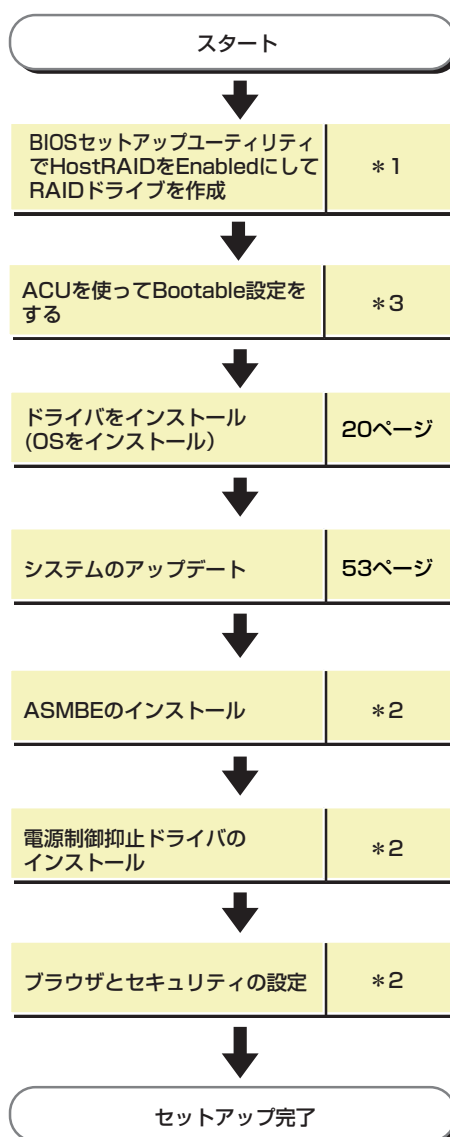 スタート
BIOSセットアップユーティリティ
でHostRAIDをEnabledにして
RAIDドライブを作成
＊1
ACUを使ってBootable設定を
する
＊3
ドライバをインストール
(OSをインストール）
20ページ
システムのアップデート
53ページ
ASMBEのインストール
＊2
電源制御抑止ドライバの
インストール
＊2
ブラウザとセキュリティの設定
＊2
セットアップ完了